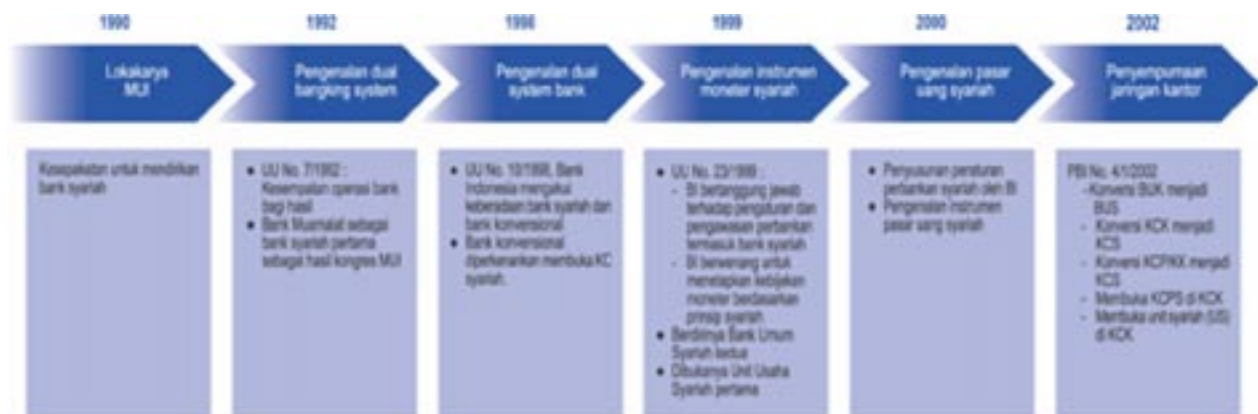 1990
Lokakarya
MUI
Kesepakatan untuk mendirikan
bank syariah
1992
Pengenalan dual
bangking system
● UU No. 7/1992 :
Kesempatan operasi bank
bagi hasil
● Bank Muamalat sebagai
bank syariah pertama
sebagai hasil kongres MUI
1998
Pengenalan dual
system bank
● UU No. 10/1998, Bank
Indonesia mengakui
keberadaan bank syariah dan
bank konvensional
● Bank konvensional
diperkenankan membuka KC
syariah.
1999
Pengenalan instrumen
moneter syariah
● UU No. 23/1999 :
- BI bertanggung jawab
terhadap pengaturan dan
pengawasan perbankan
termasuk bank syariah
- BI berwenang untuk
menetapkan kebijakan
moneter berdasarkan
prinsip syariah
● Berdirinya Bank Umum
Syariah kedua
● Dibukanya Unit Usaha
Syariah pertama
2000
Pengenalan pasar
uang syariah
● Penyusunan peraturan
perbankan syariah oleh BI
● Pengenalan instrumen
pasar uang syariah
2002
Penyempurnaan
jaringan kantor
PBI No. 4/1/2002
-Konversi BUK menjadi
BUS
- Konversi KCK menjadi
KCS
- Konversi KCP/KK menjadi
KCS
- Membuka KCPS di KCK
- Membuka unit syariah (US)
di KCK